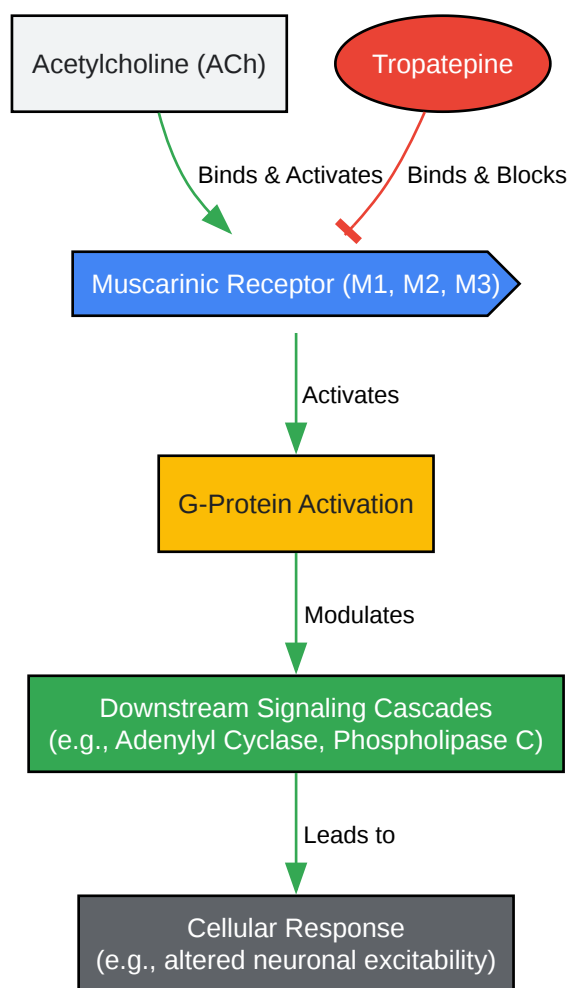 Acetylcholine (ACh)
Tropatepine
Binds & Activates
Binds & Blocks
Muscarinic Receptor (M1, M2, M3)
Activates
G-Protein Activation
Modulates
Downstream Signaling Cascades
(e.g., Adenylyl Cyclase, Phospholipase C)
Leads to
Cellular Response
(e.g., altered neuronal excitability)